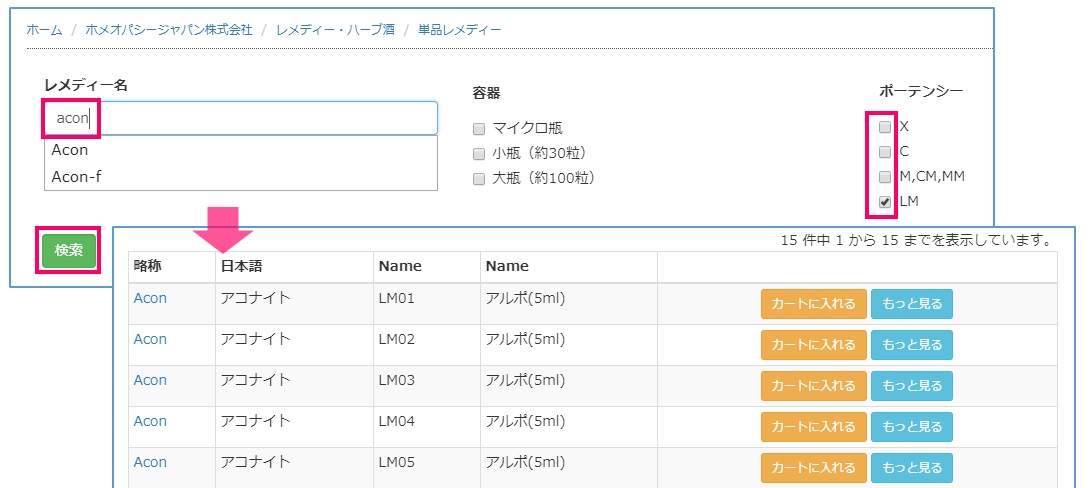 ホーム / ホメオパシージャパン株式会社 / レメディー・ハーブ酒 / 単品レメディー
レメディー名
acon
Acon
Acon-f
検索
容器
マイクロ瓶
小瓶（約30粒）
大瓶（約100粒）
ポーテンシー
X
C
M,CM,MM
LM
15 件中 1 から 15 までを表示しています。
略称 日本語 Name Name
Acon アコナイト LM01 アルポ(5ml) カートに入れる もっと見る
Acon アコナイト LM02 アルポ(5ml) カートに入れる もっと見る
Acon アコナイト LM03 アルポ(5ml) カートに入れる もっと見る
Acon アコナイト LM04 アルポ(5ml) カートに入れる もっと見る
Acon アコナイト LM05 アルポ(5ml) カートに入れる もっと見る